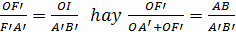 OF′/F′A′ = OI/A′B′ hay OF′/OA′+OF′ = AB/A′B′